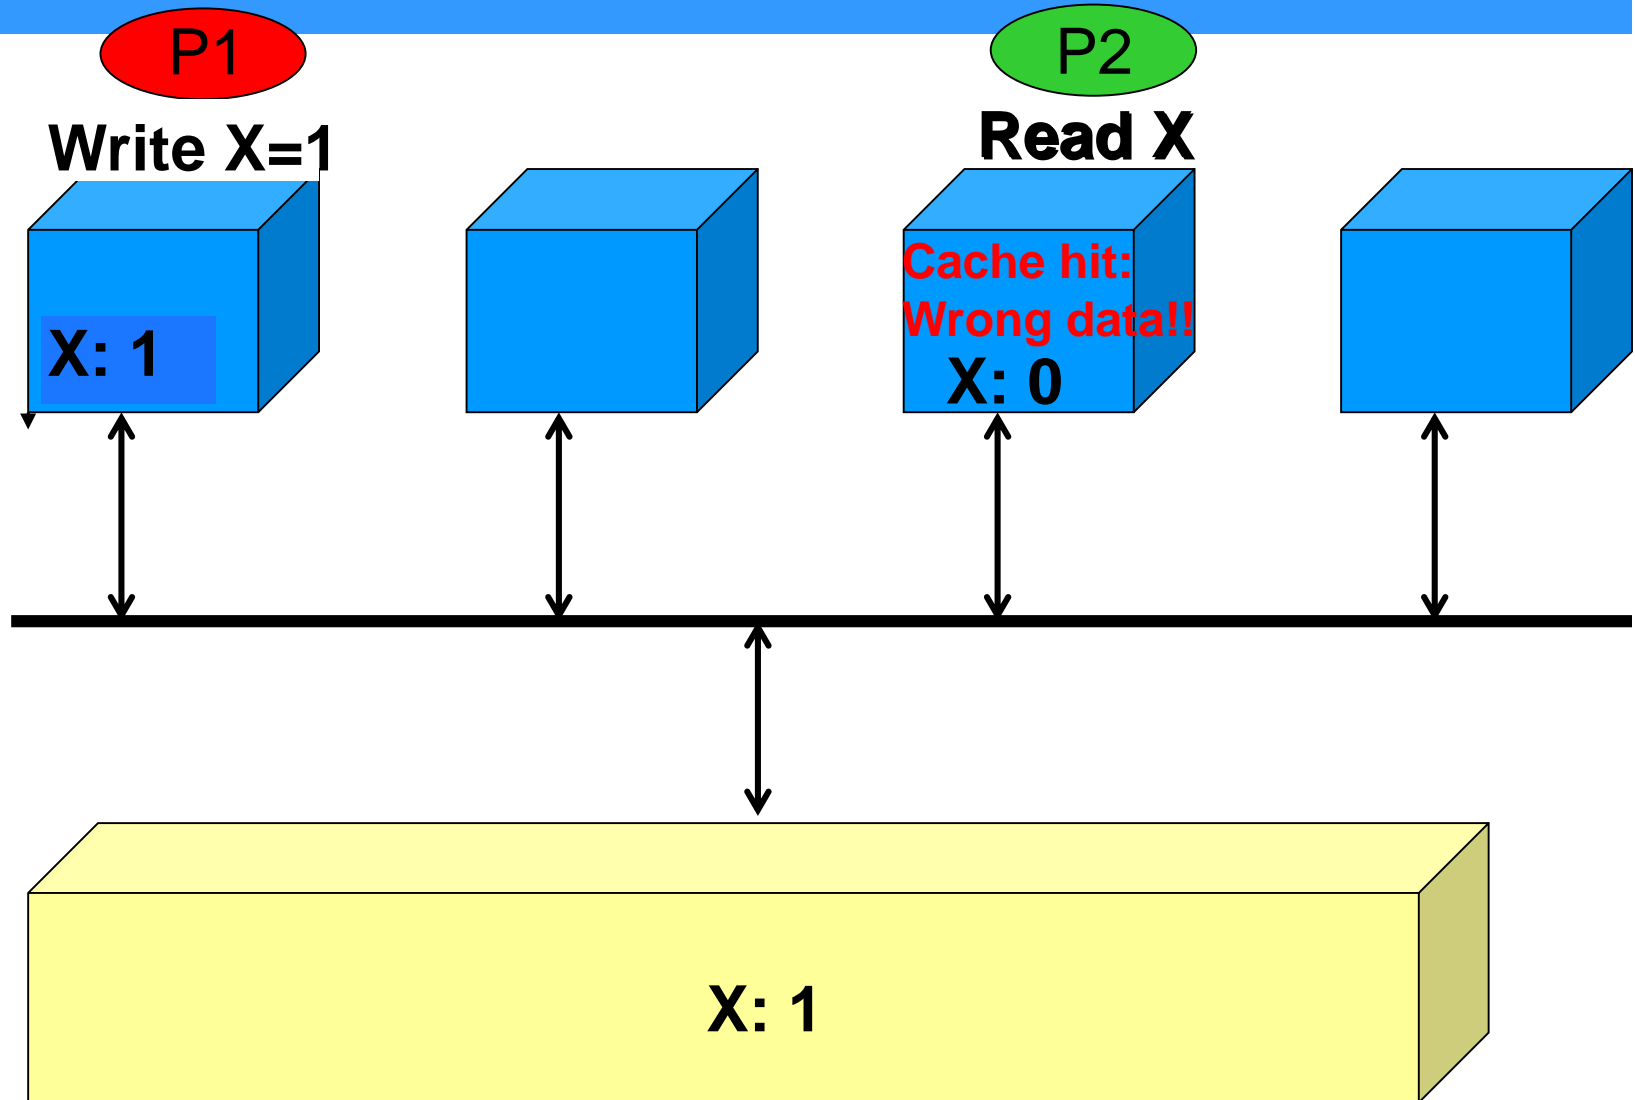 P1
P2
Write X=1
Read X
Cache hit:
Wrong data!!
X: 1
X: 0
X: 1